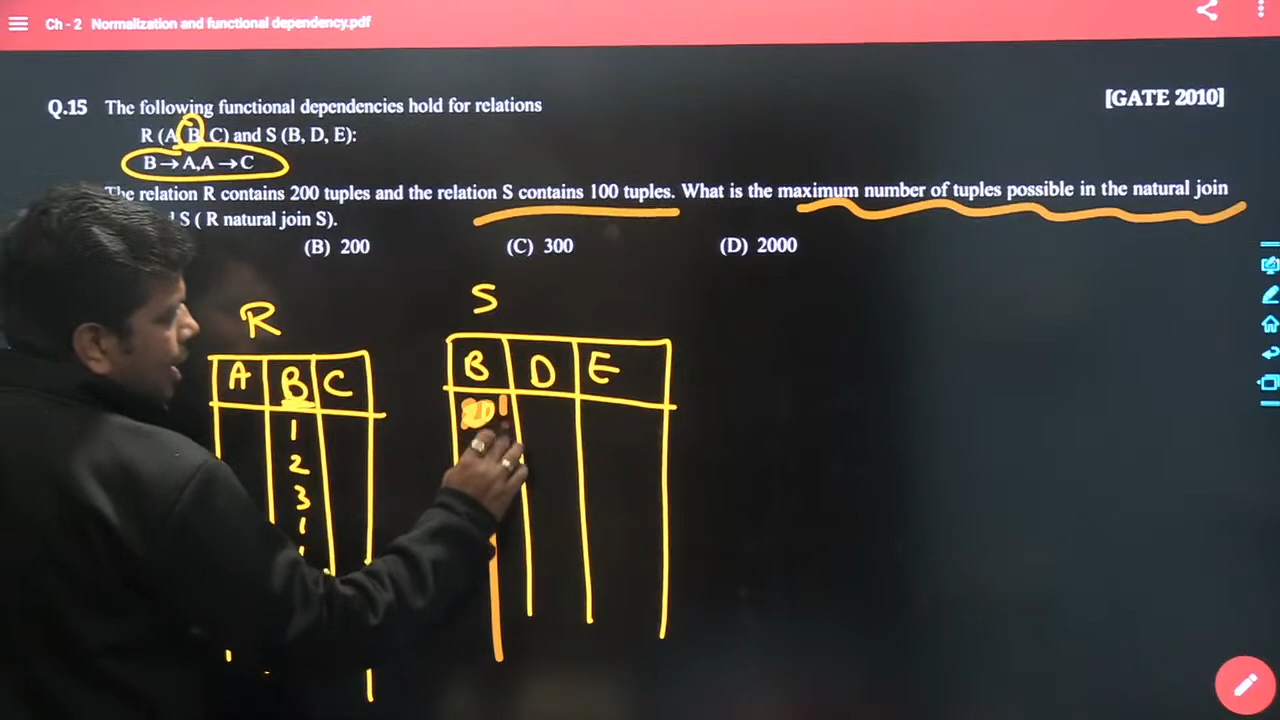 Ch - 2 Normalization and functional dependency.pdf
Q.15 The following functional dependencies hold for relations
[GATE 2010]
R (A B, C) and S (B, D, E):
B → A, A → C
The relation R contains 200 tuples and the relation S contains 100 tuples. What is the maximum number of tuples possible in the natural join
S ( R natural join S).
(B) 200 (C) 300 (D) 2000
R S
A B C B D E
1
2
3